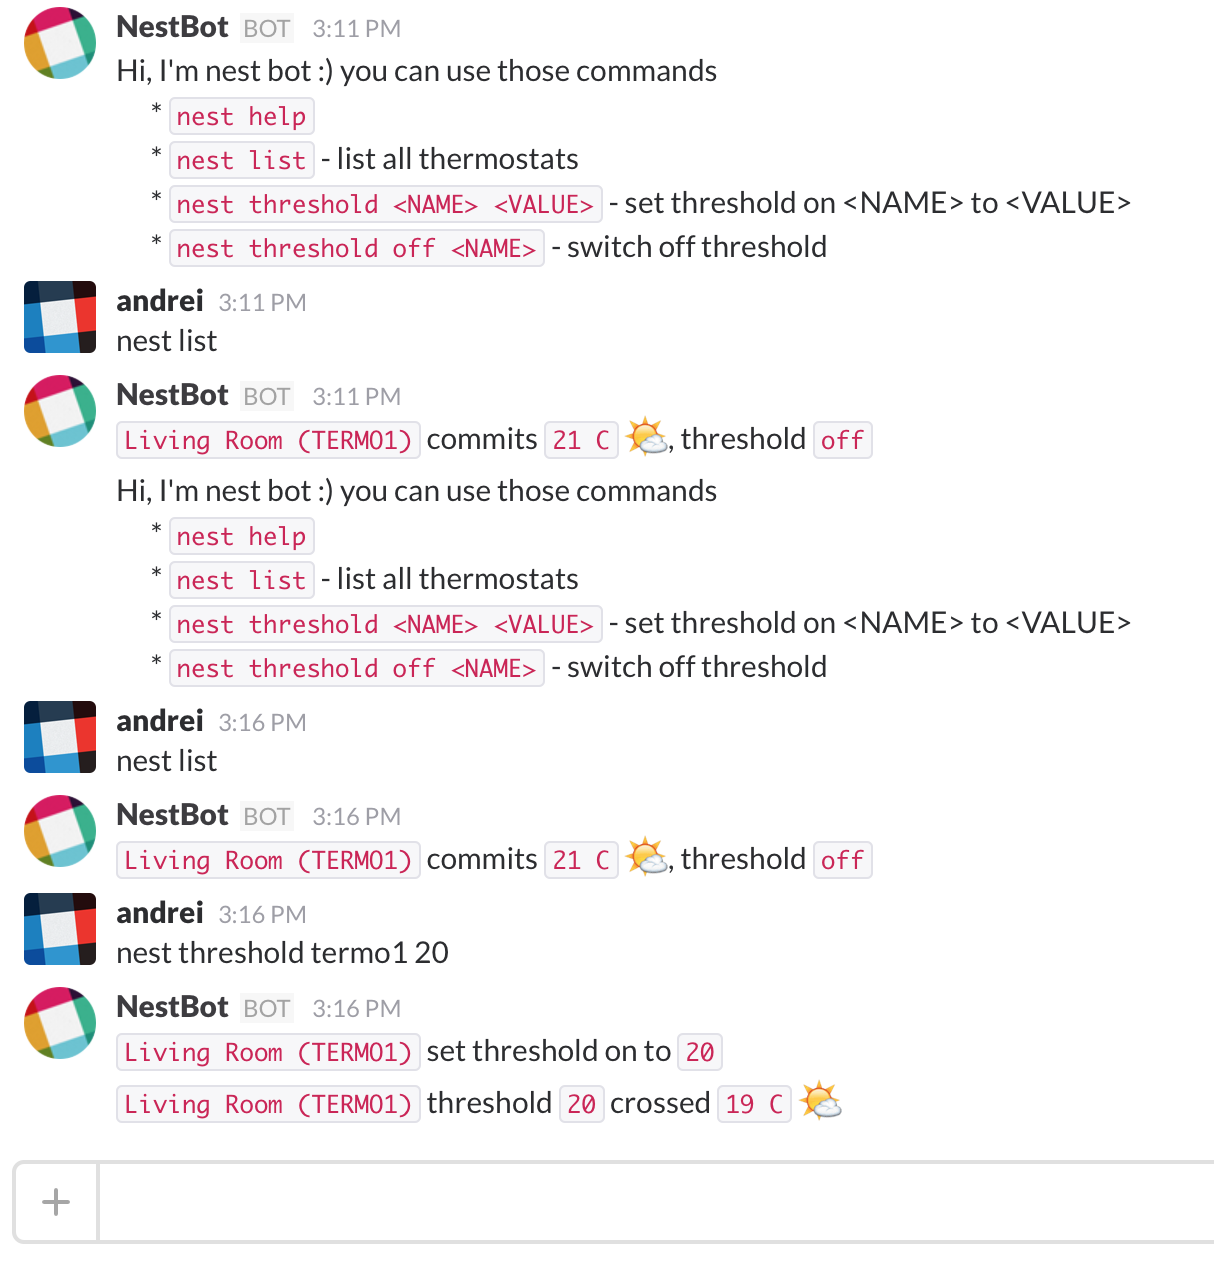 NestBot BOT 3:11 PM
Hi, I'm nest bot :) you can use those commands
* nest help
* nest list - list all thermostats
* nest threshold <NAME> <VALUE> - set threshold on <NAME> to <VALUE>
* nest threshold off <NAME> - switch off threshold
andrei 3:11 PM
nest list
NestBot BOT 3:11 PM
Living Room (TERMO1) commits 21 C 🌤, threshold off
Hi, I'm nest bot :) you can use those commands
* nest help
* nest list - list all thermostats
* nest threshold <NAME> <VALUE> - set threshold on <NAME> to <VALUE>
* nest threshold off <NAME> - switch off threshold
andrei 3:16 PM
nest list
NestBot BOT 3:16 PM
Living Room (TERMO1) commits 21 C 🌤, threshold off
andrei 3:16 PM
nest threshold termo1 20
NestBot BOT 3:16 PM
Living Room (TERMO1) set threshold on to 20
Living Room (TERMO1) threshold 20 crossed 19 C 🌤